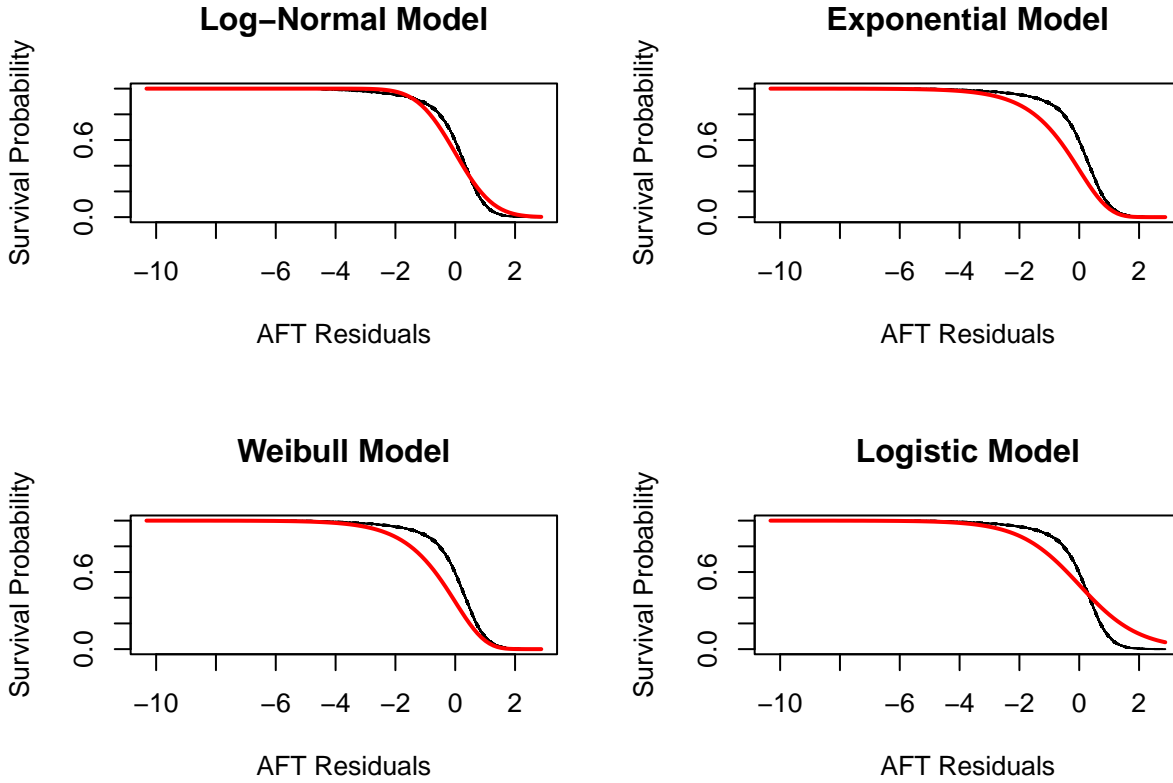 Log−Normal Model
Survival Probability
0.0 0.6
−10 −6 −4 −2 0 2
AFT Residuals
Exponential Model
Survival Probability
0.0 0.6
−10 −6 −4 −2 0 2
AFT Residuals
Weibull Model
Survival Probability
0.0 0.6
−10 −6 −4 −2 0 2
AFT Residuals
Logistic Model
Survival Probability
0.0 0.6
−10 −6 −4 −2 0 2
AFT Residuals